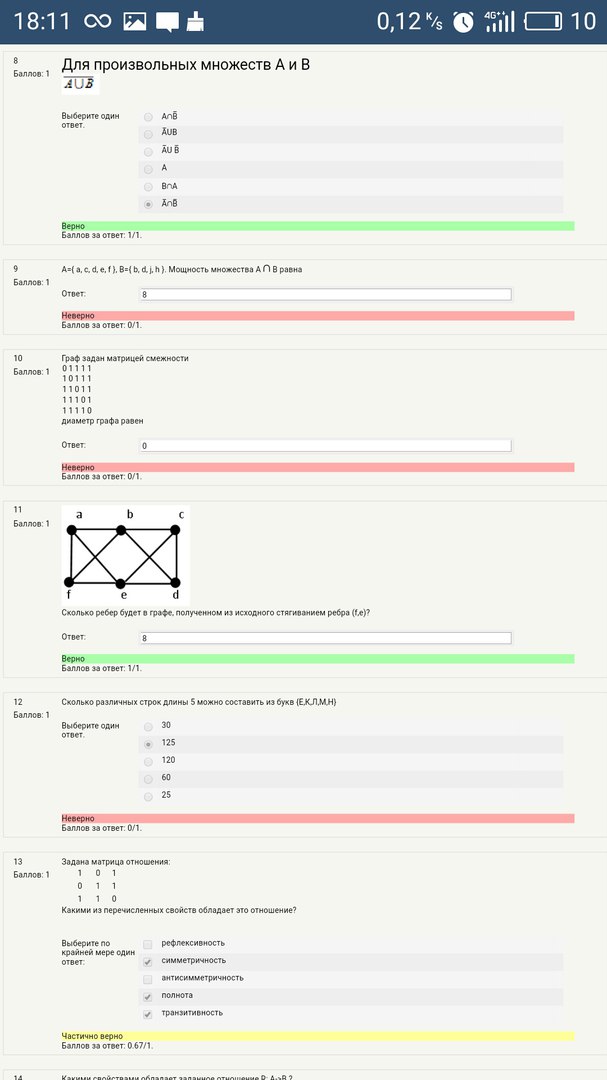 18:11 0,12 K/s 4G++ 10
8
Баллов: 1
Для произвольных множеств A и B
A∪B̅
Выберите один ответ.
A∩B̅
A̅UB
A̅U B̅
A
B∩A
A̅∩B̅
Верно
Баллов за ответ: 1/1.
9
Баллов: 1
A={ a, c, d, e, f }, B={ b, d, j, h }. Мощность множества A ∩ B равна
Ответ:
8
Неверно
Баллов за ответ: 0/1.
10
Баллов: 1
Граф задан матрицей смежности
0 1 1 1 1
1 0 1 1 1
1 1 0 1 1
1 1 1 0 1
1 1 1 1 0
диаметр графа равен
Ответ:
0
Неверно
Баллов за ответ: 0/1.
11
Баллов: 1
a b c
f e d
Сколько ребер будет в графе, полученном из исходного стягиванием ребра (f,e)?
Ответ:
8
Верно
Баллов за ответ: 1/1.
12
Баллов: 1
Сколько различных строк длины 5 можно составить из букв {Е,К,Л,М,Н}
Выберите один ответ.
30
125
120
60
25
Неверно
Баллов за ответ: 0/1.
13
Баллов: 1
Задана матрица отношения:
1 0 1
0 1 1
1 1 0
Какими из перечисленных свойств обладает это отношение?
Выберите по крайней мере один ответ:
рефлексивность
симметричность
антисимметричность
полнота
транзитивность
Частично верно
Баллов за ответ: 0.67/1.
14
Какими свойствами обладает заданное отношение R: A->B ?